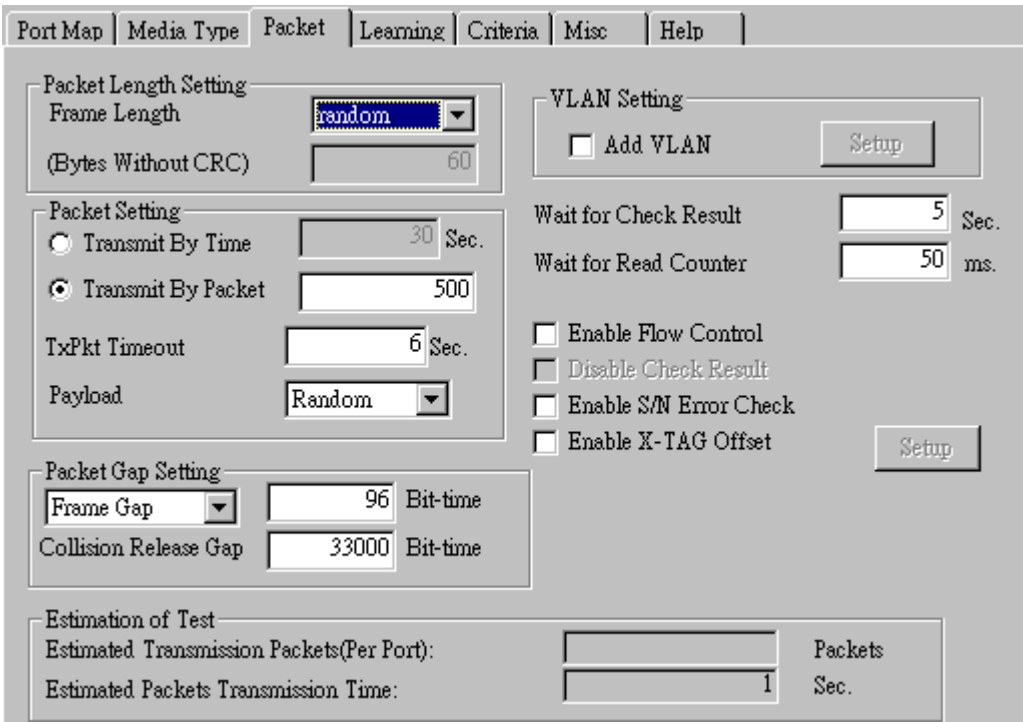 Port Map Media Type Packet Learning Criteria Misc Help
Packet Length Setting
Frame Length random
(Bytes Without CRC) 60
VLAN Setting
Add VLAN Setup
Packet Setting
Transmit By Time 30 Sec.
Transmit By Packet 500
TxPkt Timeout 6 Sec.
Payload Random
Wait for Check Result 5 Sec.
Wait for Read Counter 50 ms.
Enable Flow Control
Disable Check Result
Enable S/N Error Check
Enable X-TAG Offset Setup
Packet Gap Setting
Frame Gap 96 Bit-time
Collision Release Gap 33000 Bit-time
Estimation of Test
Estimated Transmission Packets(Per Port): Packets
Estimated Packets Transmission Time: 1 Sec.